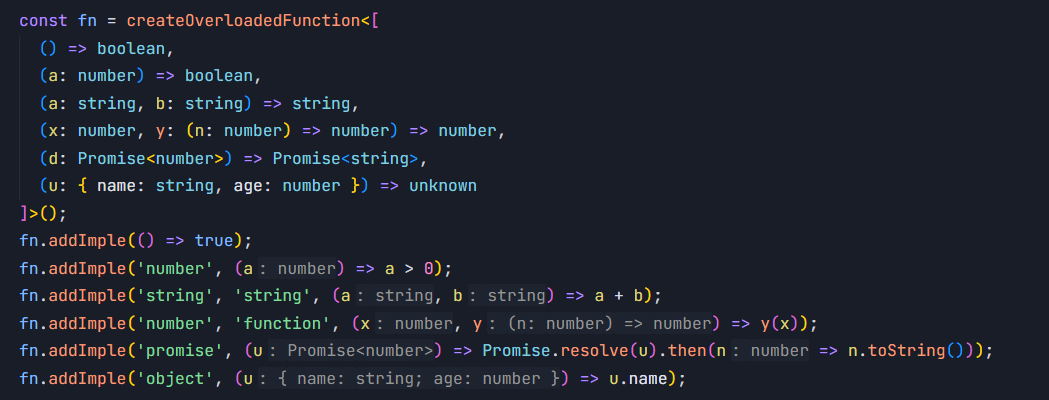 const fn = createOverloadedFunction<[
  () => boolean,
  (a: number) => boolean,
  (a: string, b: string) => string,
  (x: number, y: (n: number) => number) => number,
  (d: Promise<number>) => Promise<string>,
  (u: { name: string, age: number }) => unknown
]>();
fn.addImple(() => true);
fn.addImple('number', (a: number) => a > 0);
fn.addImple('string', 'string', (a: string, b: string) => a + b);
fn.addImple('number', 'function', (x: number, y: (n: number) => number) => y(x));
fn.addImple('promise', (u: Promise<number>) => Promise.resolve(u).then(n: number => n.toString()));
fn.addImple('object', (u: { name: string; age: number }) => u.name);